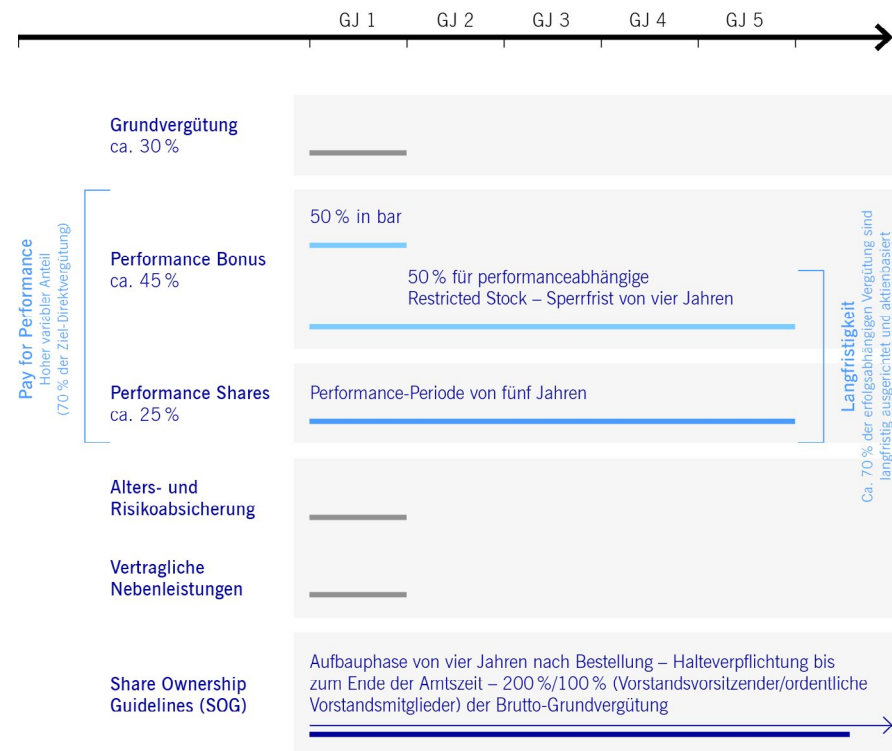 GJ 1 GJ 2 GJ 3 GJ 4 GJ 5
Grundvergütung
ca. 30 %
Pay for Performance
Hoher variabler Anteil
(70 % der Ziel-Direktvergütung)
Performance Bonus
ca. 45 %
50 % in bar
50 % für performanceabhängige
Restricted Stock – Sperrfrist von vier Jahren
Performance Shares
ca. 25 %
Performance-Periode von fünf Jahren
Langfristigkeit
Ca. 70 % der erfolgsabhängigen Vergütung sind
langfristig ausgerichtet und aktienbasiert
Alters- und
Risikoabsicherung
Vertragliche
Nebenleistungen
Share Ownership
Guidelines (SOG)
Aufbauphase von vier Jahren nach Bestellung – Halteverpflichtung bis
zum Ende der Amtszeit – 200 %/100 % (Vorstandsvorsitzender/ordentliche
Vorstandsmitglieder) der Brutto-Grundvergütung